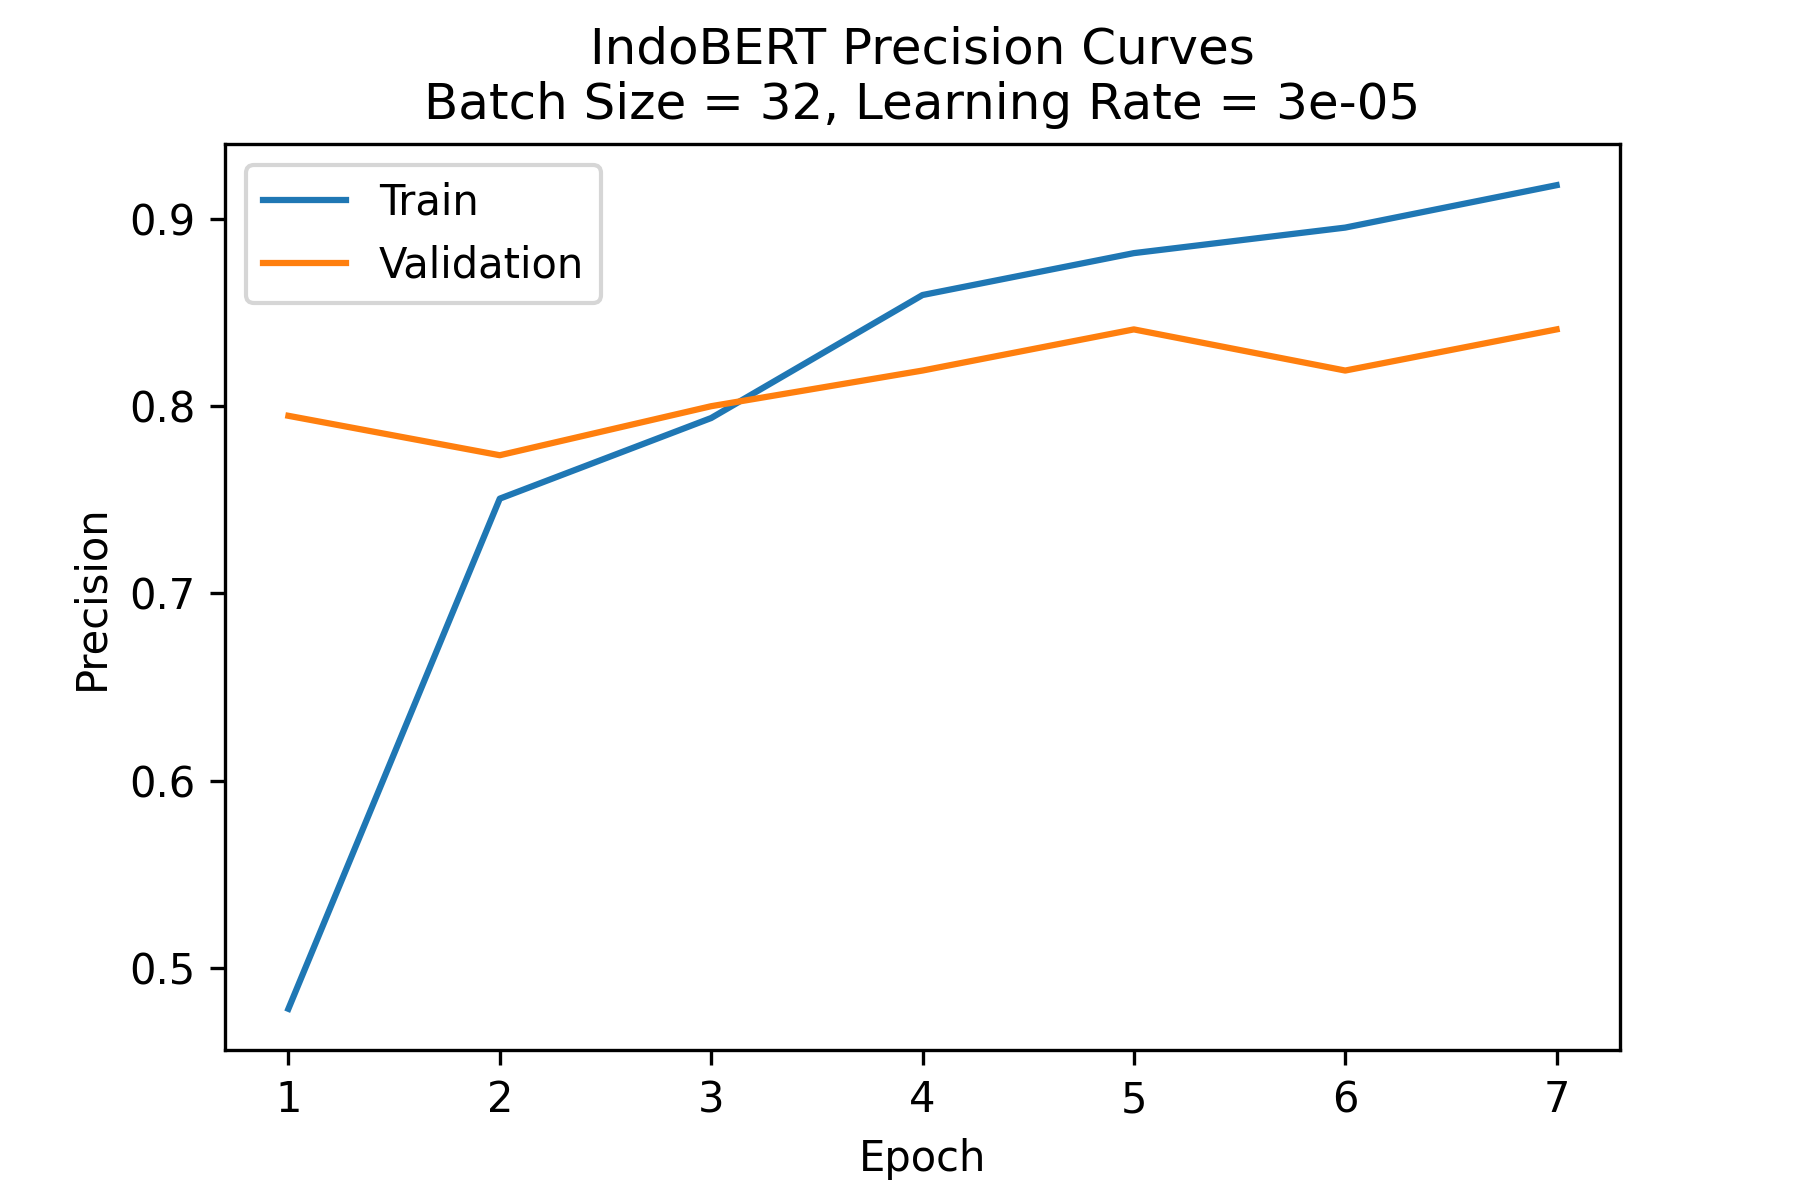 IndoBERT Precision Curves
Batch Size = 32, Learning Rate = 3e-05
Train
Validation
0.9
0.8
0.7
0.6
0.5
Precision
1 2 3 4 5 6 7
Epoch